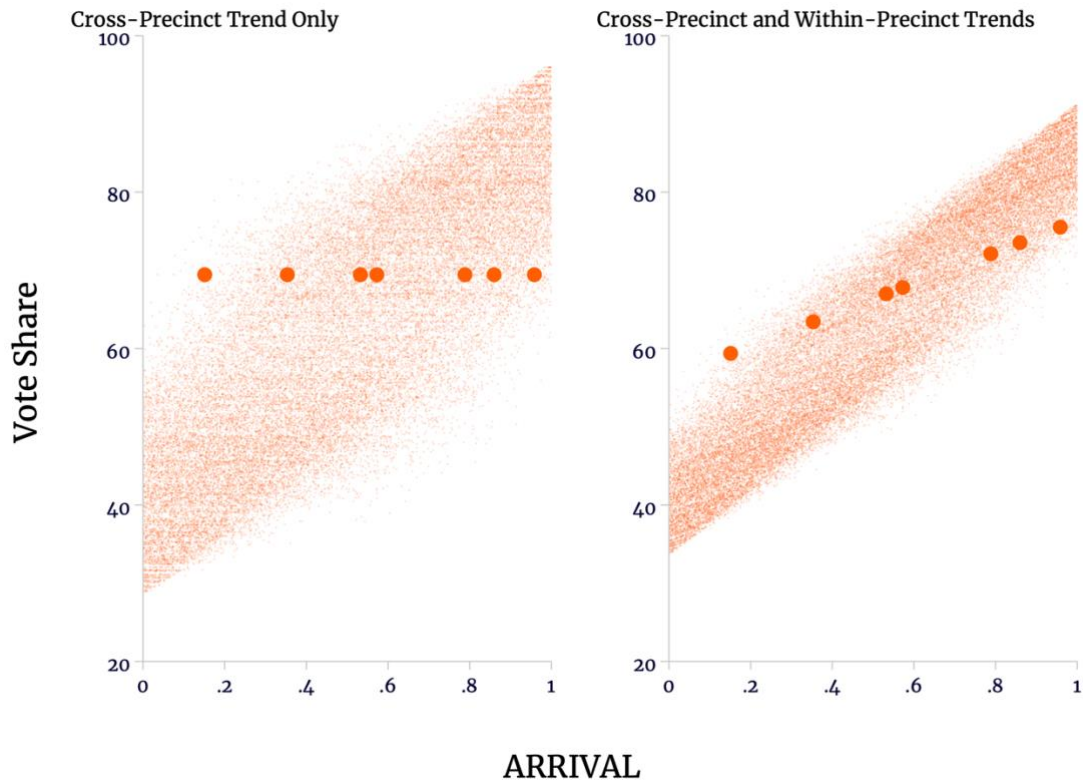 Cross-Precinct Trend Only
100
80
60
40
20
0 .2 .4 .6 .8 1
Cross-Precinct and Within-Precinct Trends
100
80
60
40
20
0 .2 .4 .6 .8 1
Vote Share
ARRIVAL